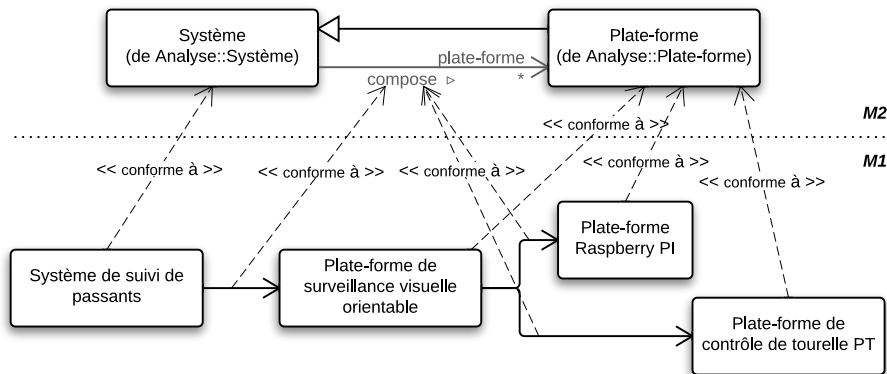 Système
(de Analyse::Système)
Plate-forme
(de Analyse::Plate-forme)
plate-forme
compose ▹
*
<< conforme à >>
M2
M1
<< conforme à >>
<< conforme à >>
<< conforme à >>
<< conforme à >>
<< conforme à >>
Plate-forme
Raspberry PI
Système de suivi de
passants
Plate-forme de
surveillance visuelle
orientable
Plate-forme de
contrôle de tourelle PT